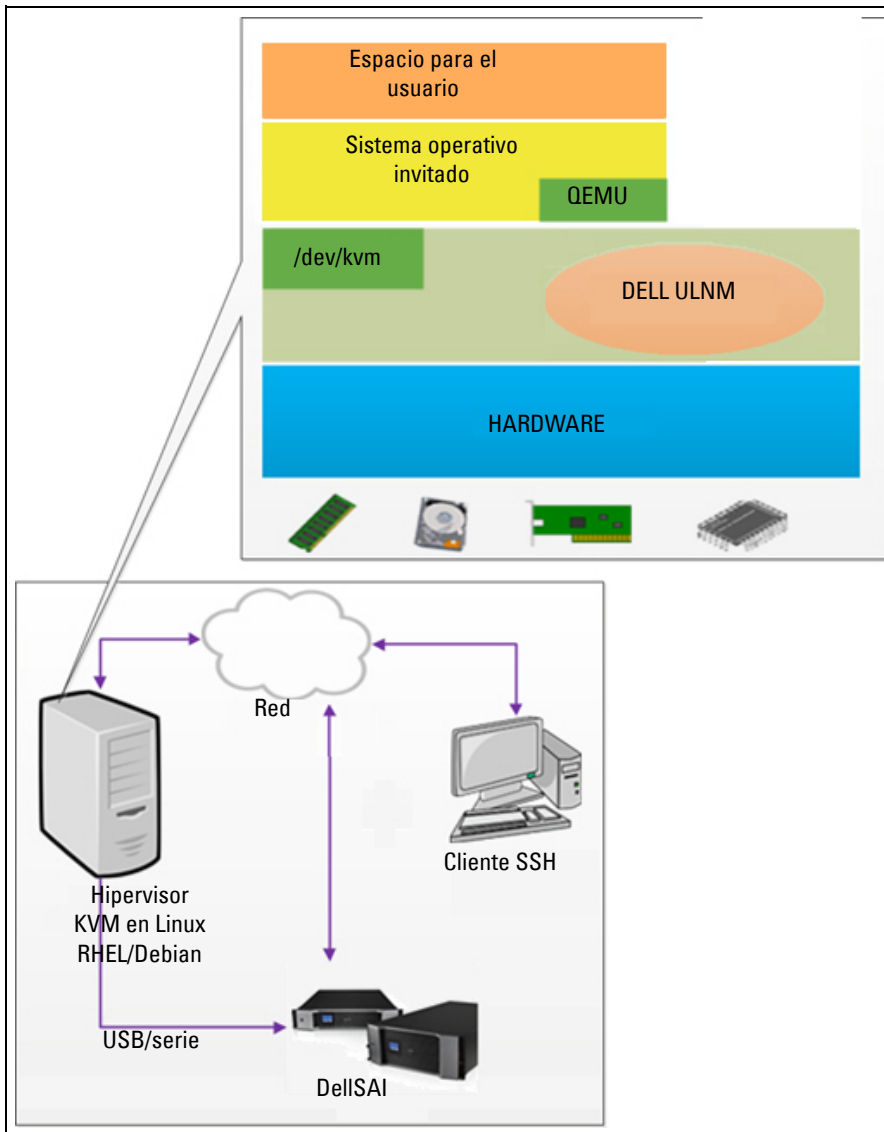 Espacio para el
usuario
Sistema operativo
invitado
QEMU
/dev/kvm
DELL ULNM
HARDWARE
Red
Cliente SSH
Hipervisor
KVM en Linux
RHEL/Debian
USB/serie
DellSAI